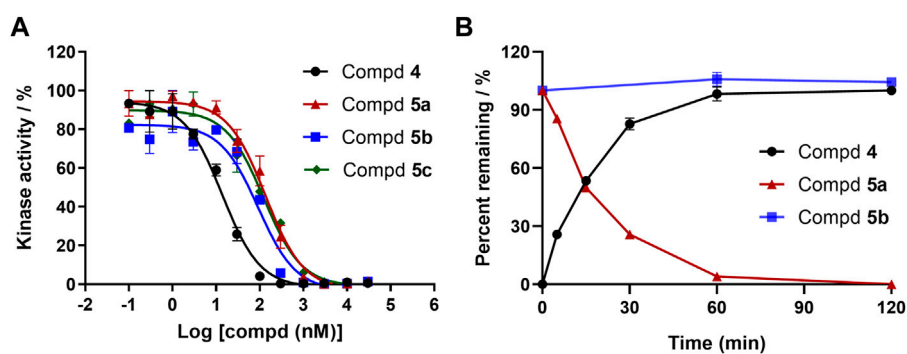 A
Kinase activity / %
120
100
80
60
40
20
0
-2
-1
0
1
2
3
4
5
6
Log [compd (nM)]
Compd 4
Compd 5a
Compd 5b
Compd 5c
B
Percent remaining / %
120
90
60
30
0
0
30
60
90
120
Time (min)
Compd 4
Compd 5a
Compd 5b